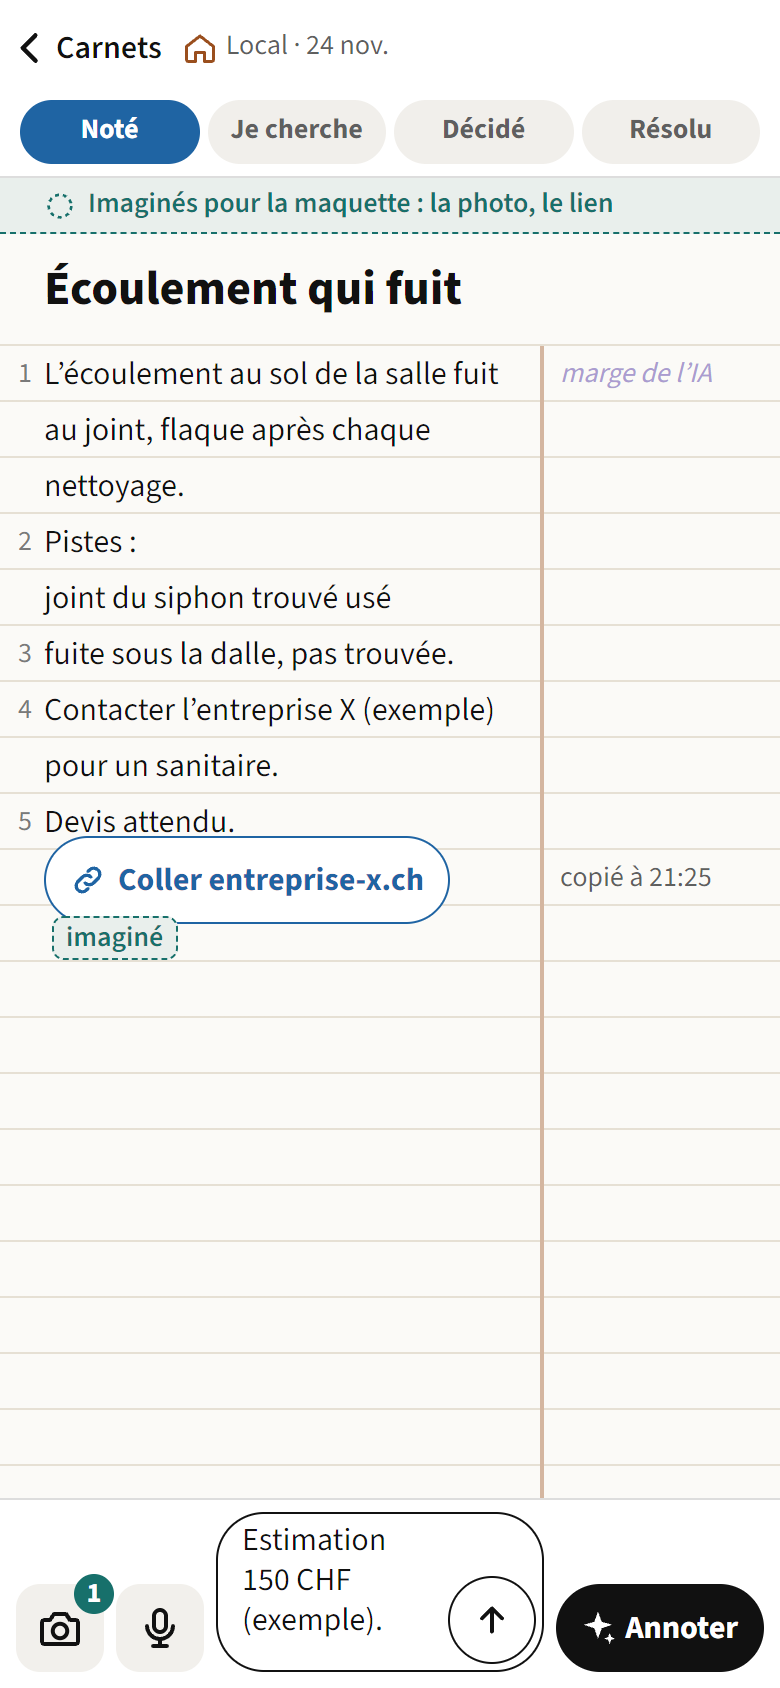 Carnets Local · 24 nov.
Noté Je cherche Décidé Résolu
Imaginés pour la maquette : la photo, le lien
Écoulement qui fuit
1 L’écoulement au sol de la salle fuit marge de l’IA
au joint, flaque après chaque
nettoyage.
2 Pistes :
joint du siphon trouvé usé
3 fuite sous la dalle, pas trouvée.
4 Contacter l’entreprise X (exemple)
pour un sanitaire.
5 Devis attendu.
Coller entreprise-x.ch copié à 21:25
imaginé
Estimation
150 CHF
(exemple).
1
Annoter